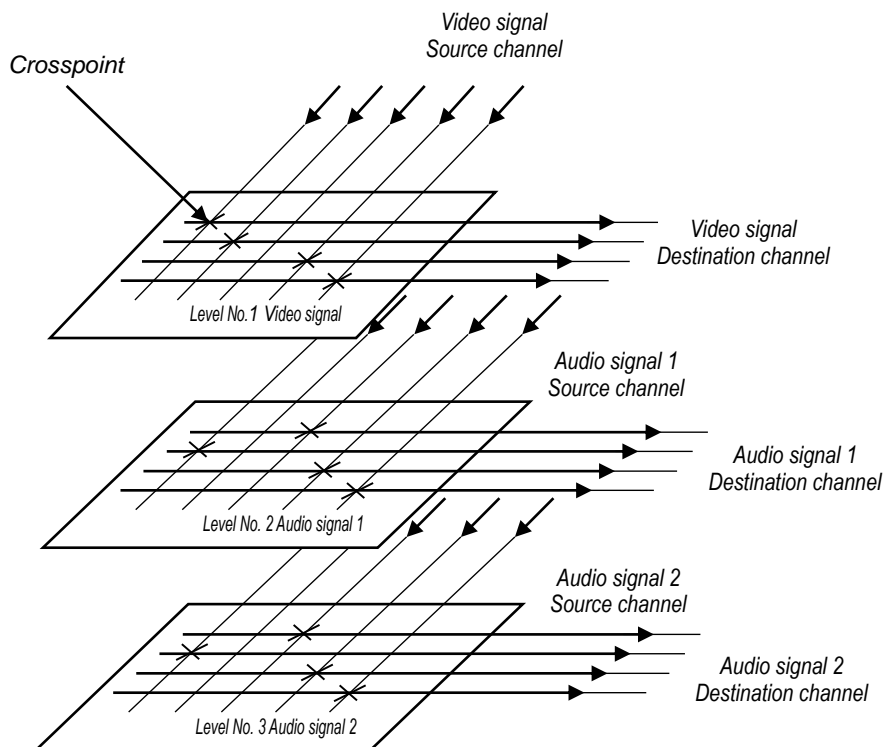 Video signal
Source channel
Crosspoint
Video signal
Destination channel
Level No.1 Video signal
Audio signal 1
Source channel
Audio signal 1
Destination channel
Level No. 2 Audio signal 1
Audio signal 2
Source channel
Audio signal 2
Destination channel
Level No. 3 Audio signal 2